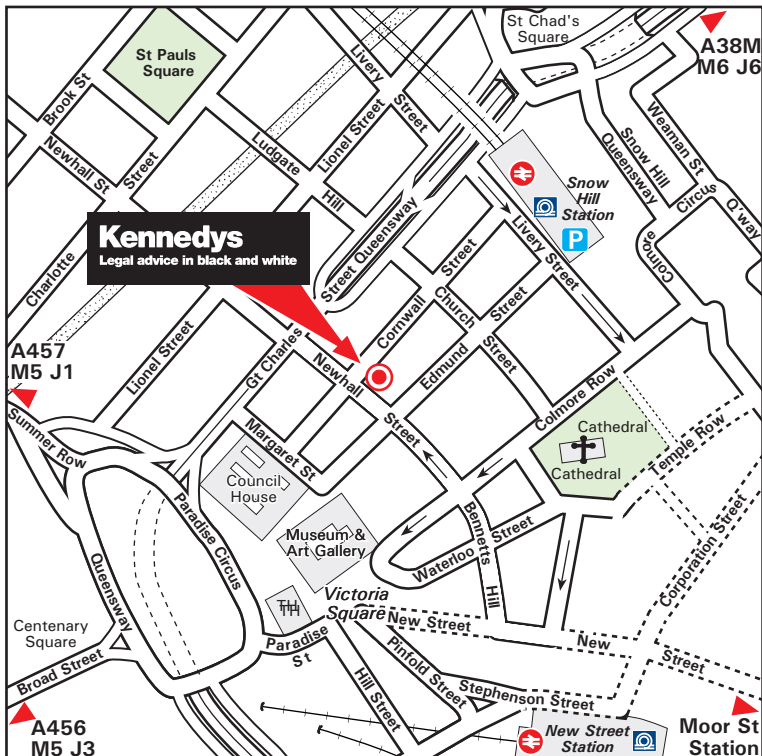 St Chad's
Square
A38M
M6 J6
St Pauls
Square
Brook St
Livery
Street
Newhall St
Street
Ludgate
Hill
Lionel Street
Snow Hill
Queensway
Weaman St
Snow
Hill
Station
P
Circus
Q'way
Colmore
Kennedys
Legal advice in black and white
Street Queensway
Livery Street
Charlotte
Cornwall
Street
Church
Street
Edmund
Street
A457
M5 J1
Lionel Street
Gt Charles
Newhall
Street
Colmore Row
Summer Row
Margaret St
Council
House
Cathedral
Cathedral
Temple Row
Paradise Circus
Queensway
Museum &
Art Gallery
Bennetts
Hill
Waterloo Street
Corporation Street
TH
Victoria
Square
New Street
New
Street
Centenary
Square
Paradise
St
Pinfold Street
Hill Street
Broad Street
Stephenson Street
A456
M5 J3
New Street
Station
Moor St
Station